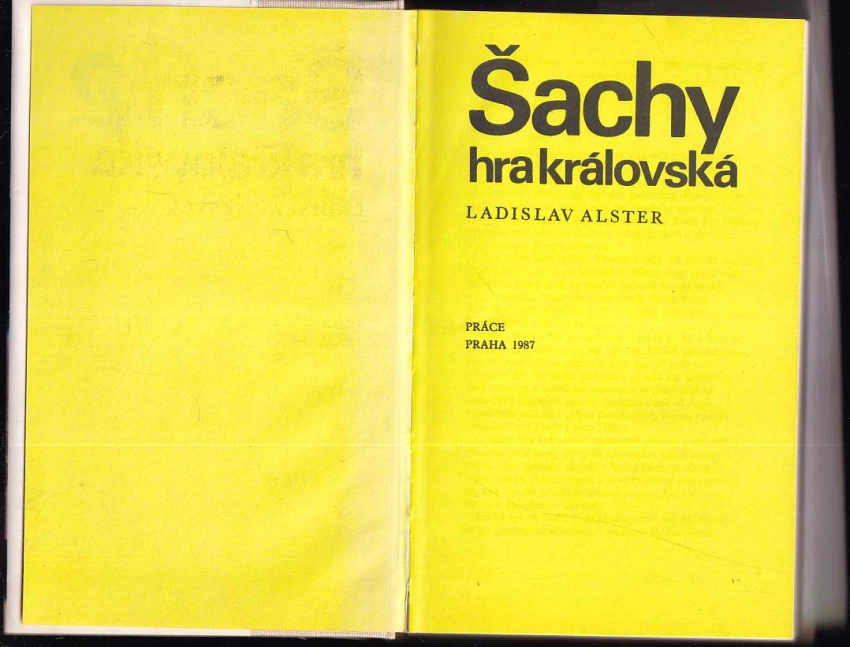 Šachy
hra královská
LADISLAV ALSTER
PRÁCE
PRAHA 1987